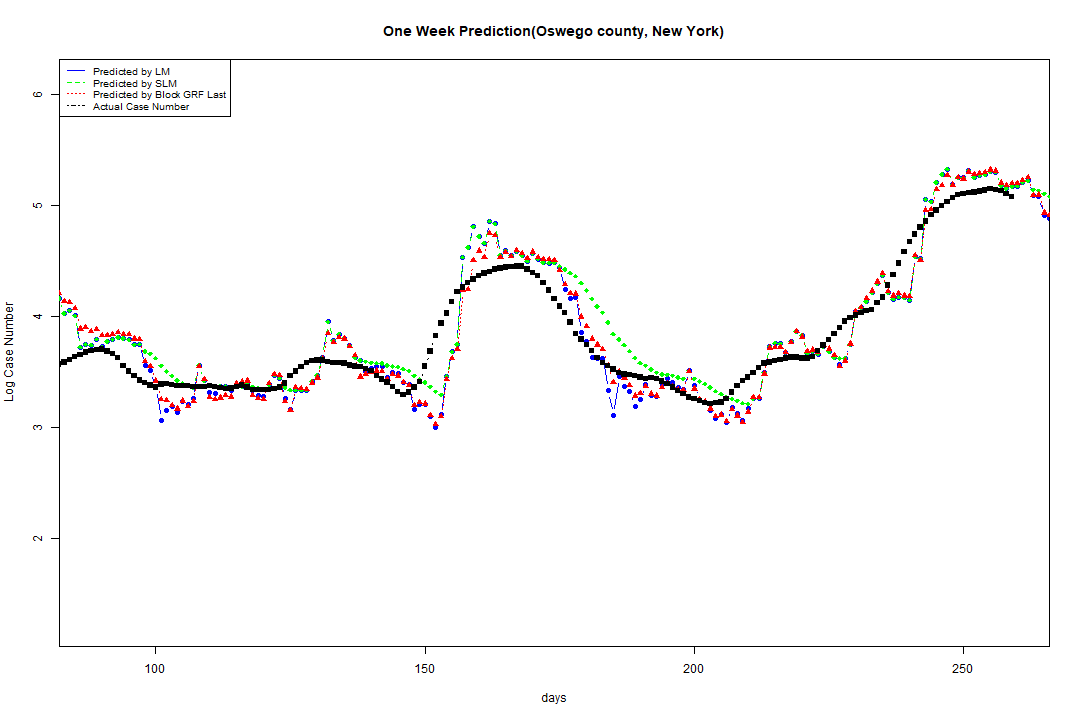 One Week Prediction(Oswego county, New York)
Predicted by LM
Predicted by SLM
Predicted by Block GRF Last
Actual Case Number
6
5
4
3
2
Log Case Number
100 150 200 250
days